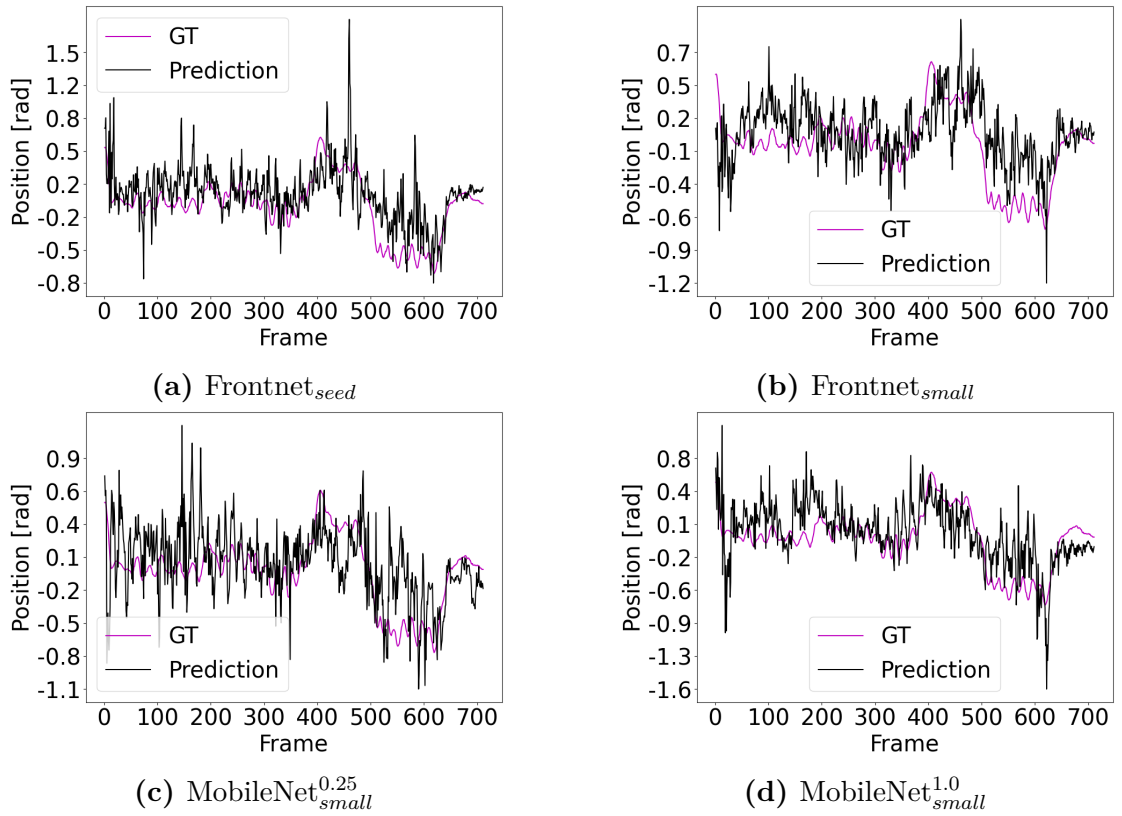 GT
Prediction
Position [rad]
1.5
1.2
0.8
0.5
0.2
-0.2
-0.5
-0.8
0 100 200 300 400 500 600 700
Frame
(a) Frontnet_seed
GT
Prediction
Position [rad]
0.7
0.5
0.2
-0.1
-0.4
-0.6
-0.9
-1.2
0 100 200 300 400 500 600 700
Frame
(b) Frontnet_small
GT
Prediction
Position [rad]
0.9
0.6
0.4
0.1
-0.2
-0.5
-0.8
-1.1
0 100 200 300 400 500 600 700
Frame
(c) MobileNet^0.25_small
GT
Prediction
Position [rad]
0.8
0.4
0.1
-0.2
-0.6
-0.9
-1.3
-1.6
0 100 200 300 400 500 600 700
Frame
(d) MobileNet^1.0_small